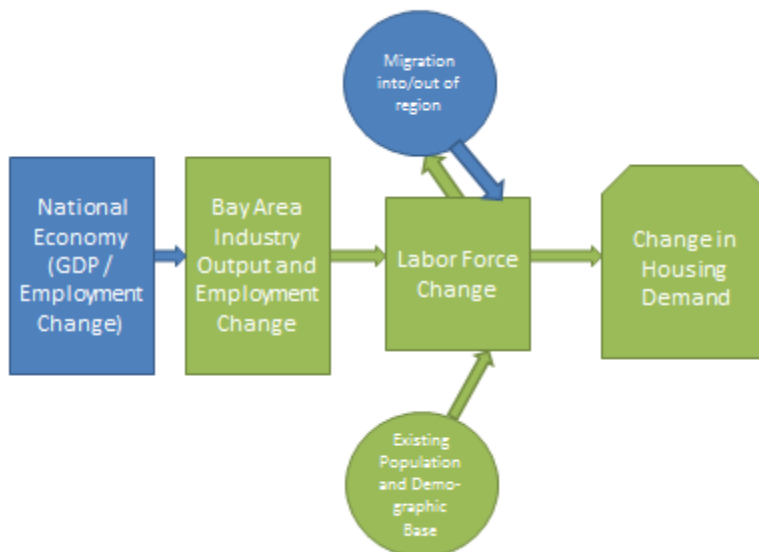 Migration
into/out of
region
National
Economy
(GDP /
Employment
Change)
Bay Area
Industry
Output and
Employment
Change
Labor Force
Change
Change in
Housing
Demand
Existing
Population
and Demo-
graphic
Base